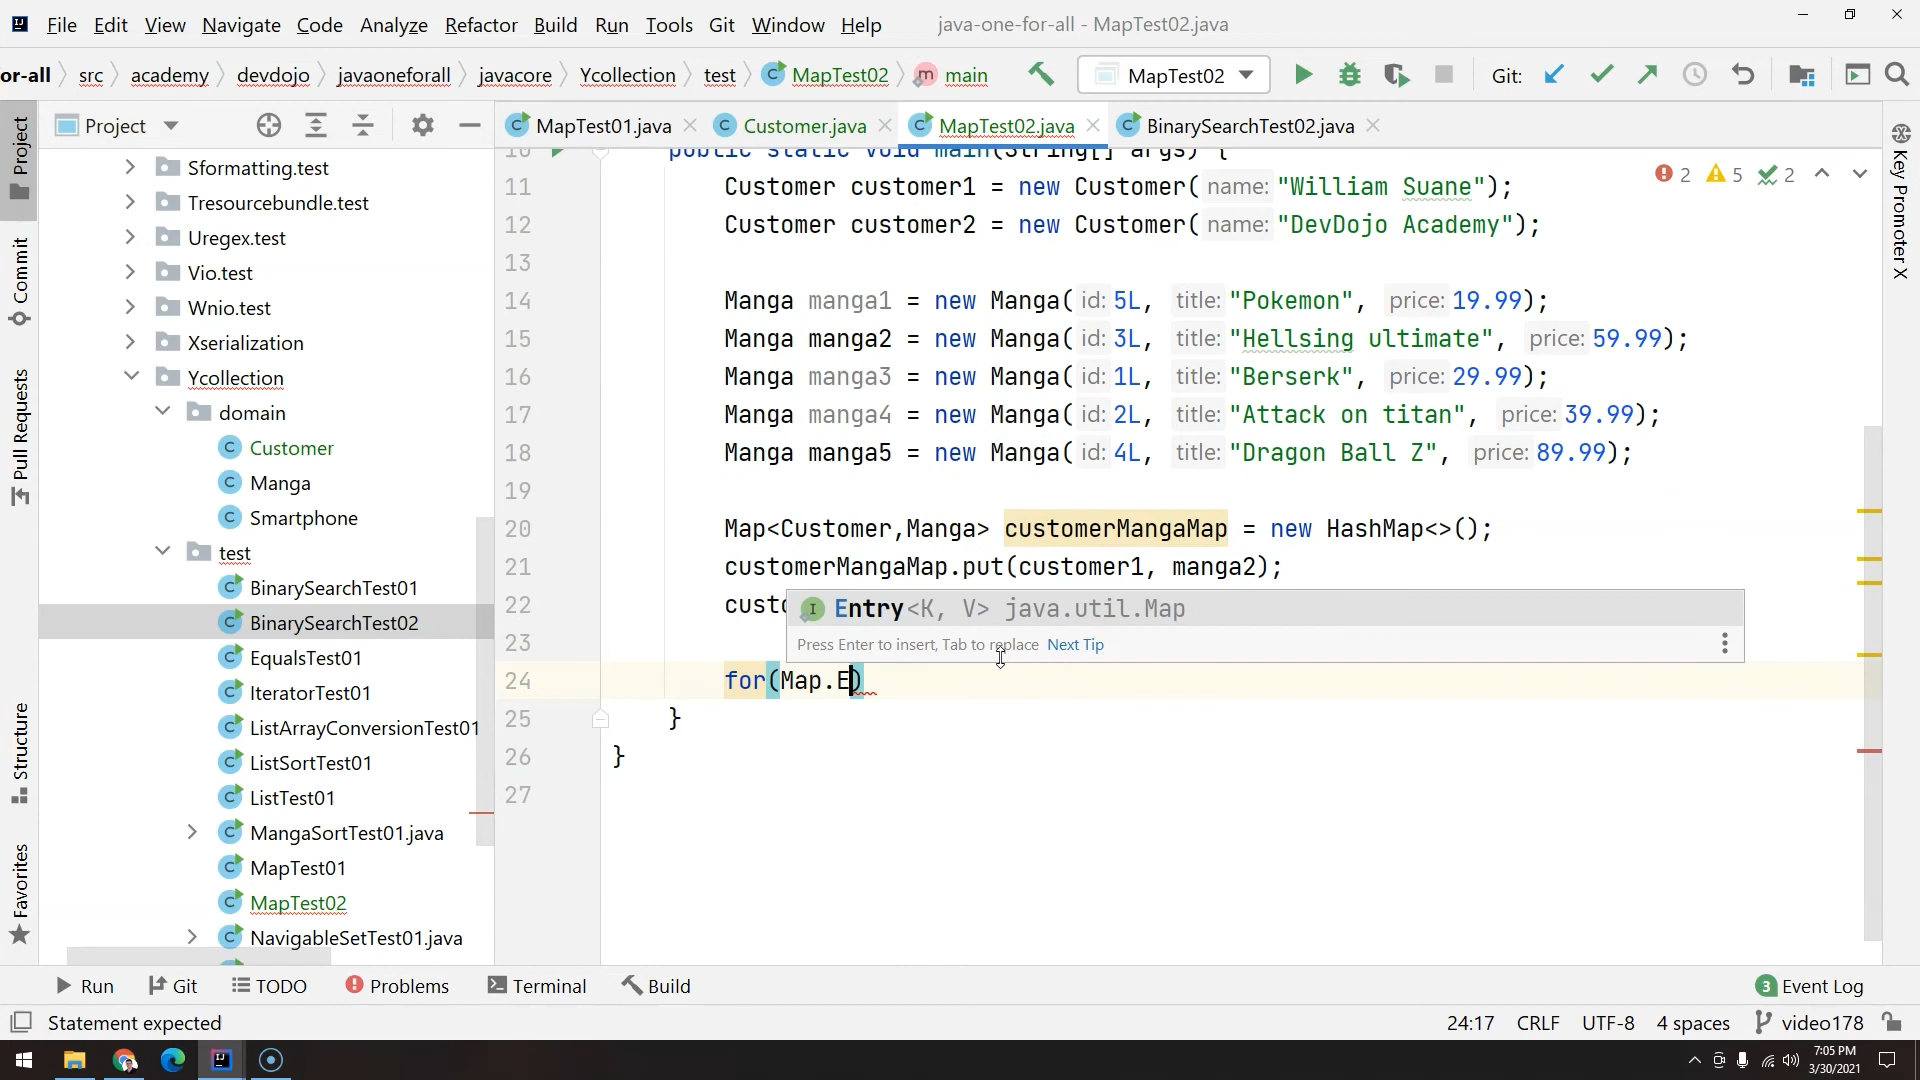 File Edit View Navigate Code Analyze Refactor Build Run Tools Git Window Help java-one-for-all - MapTest02.java
or-all src academy devdojo javaoneforall javacore Ycollection test MapTest02 main MapTest02 Git:
Project MapTest01.java Customer.java MapTest02.java BinarySearchTest02.java
Project
Commit
Pull Requests
Structure
Favorites
Key Promoter X
Sformatting.test
Tresourcebundle.test
Uregex.test
Vio.test
Wnio.test
Xserialization
Ycollection
domain
Customer
Manga
Smartphone
test
BinarySearchTest01
BinarySearchTest02
EqualsTest01
IteratorTest01
ListArrayConversionTest01
ListSortTest01
ListTest01
MangaSortTest01.java
MapTest01
MapTest02
NavigableSetTest01.java
2 5 2
10 public static void main(String[] args) {
11 Customer customer1 = new Customer( name: "William Suane");
12 Customer customer2 = new Customer( name: "DevDojo Academy");
13
14 Manga manga1 = new Manga( id: 5L, title: "Pokemon", price: 19.99);
15 Manga manga2 = new Manga( id: 3L, title: "Hellsing ultimate", price: 59.99);
16 Manga manga3 = new Manga( id: 1L, title: "Berserk", price: 29.99);
17 Manga manga4 = new Manga( id: 2L, title: "Attack on titan", price: 39.99);
18 Manga manga5 = new Manga( id: 4L, title: "Dragon Ball Z", price: 89.99);
19
20 Map<Customer,Manga> customerMangaMap = new HashMap<>();
21 customerMangaMap.put(customer1, manga2);
22 custo
Entry<K, V> java.util.Map
23
Press Enter to insert, Tab to replace Next Tip
24 for(Map.E)
25 }
26 }
27
Run Git TODO Problems Terminal Build 3 Event Log
Statement expected 24:17 CRLF UTF-8 4 spaces video178
7:05 PM
3/30/2021